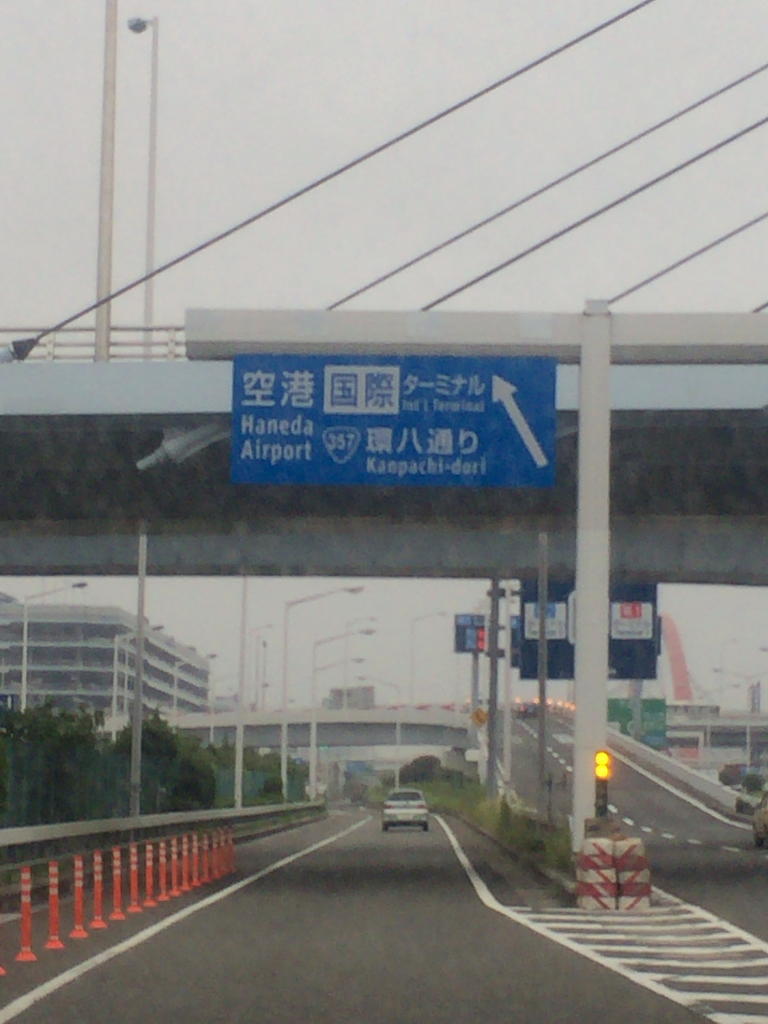 空港 国際 ターミナル
Int'l Terminal
Haneda
Airport
357 環八通り
Kanpachi-dori